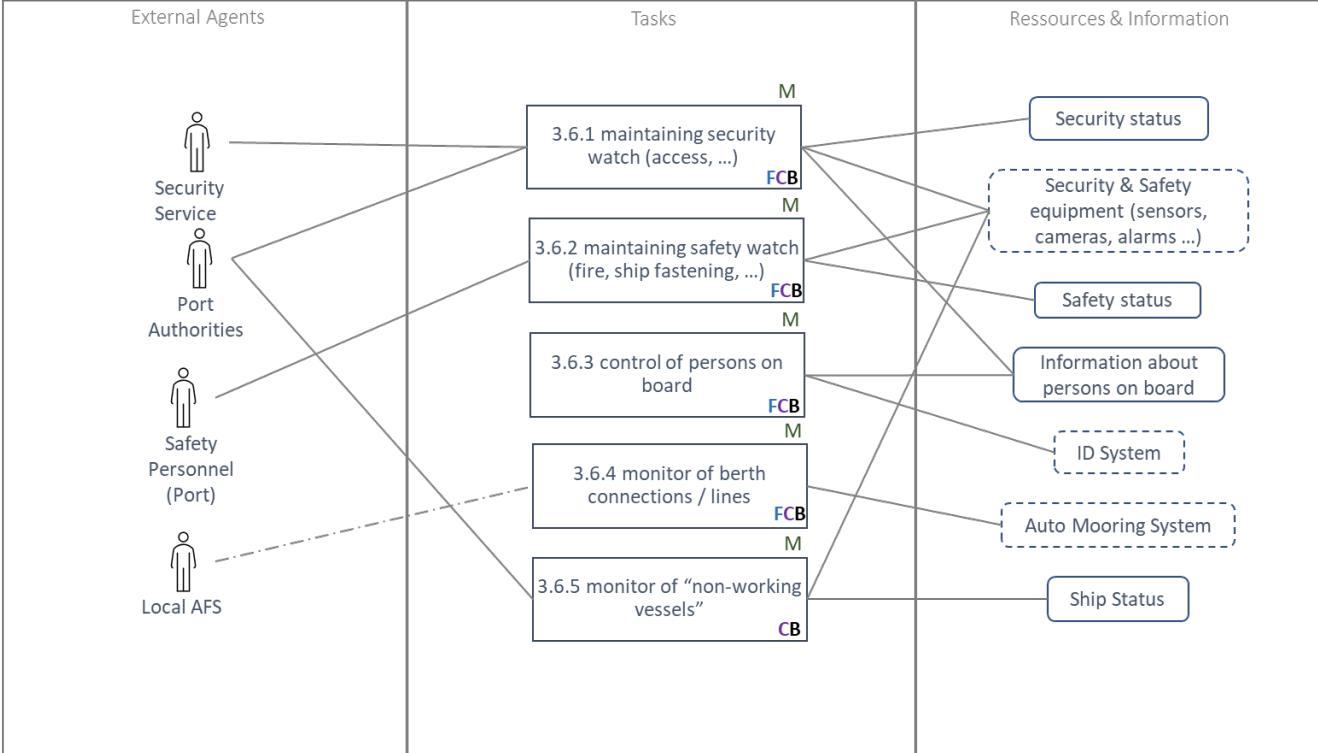 External Agents
Tasks
Ressources & Information
Security
Service
Port
Authorities
Safety
Personnel
(Port)
Local AFS
M
3.6.1 maintaining security
watch (access, ...)
FCB
M
3.6.2 maintaining safety watch
(fire, ship fastening, ...)
FCB
M
3.6.3 control of persons on
board
FCB
M
3.6.4 monitor of berth
connections / lines
FCB
M
3.6.5 monitor of “non-working
vessels”
CB
Security status
Security & Safety
equipment (sensors,
cameras, alarms ...)
Safety status
Information about
persons on board
ID System
Auto Mooring System
Ship Status